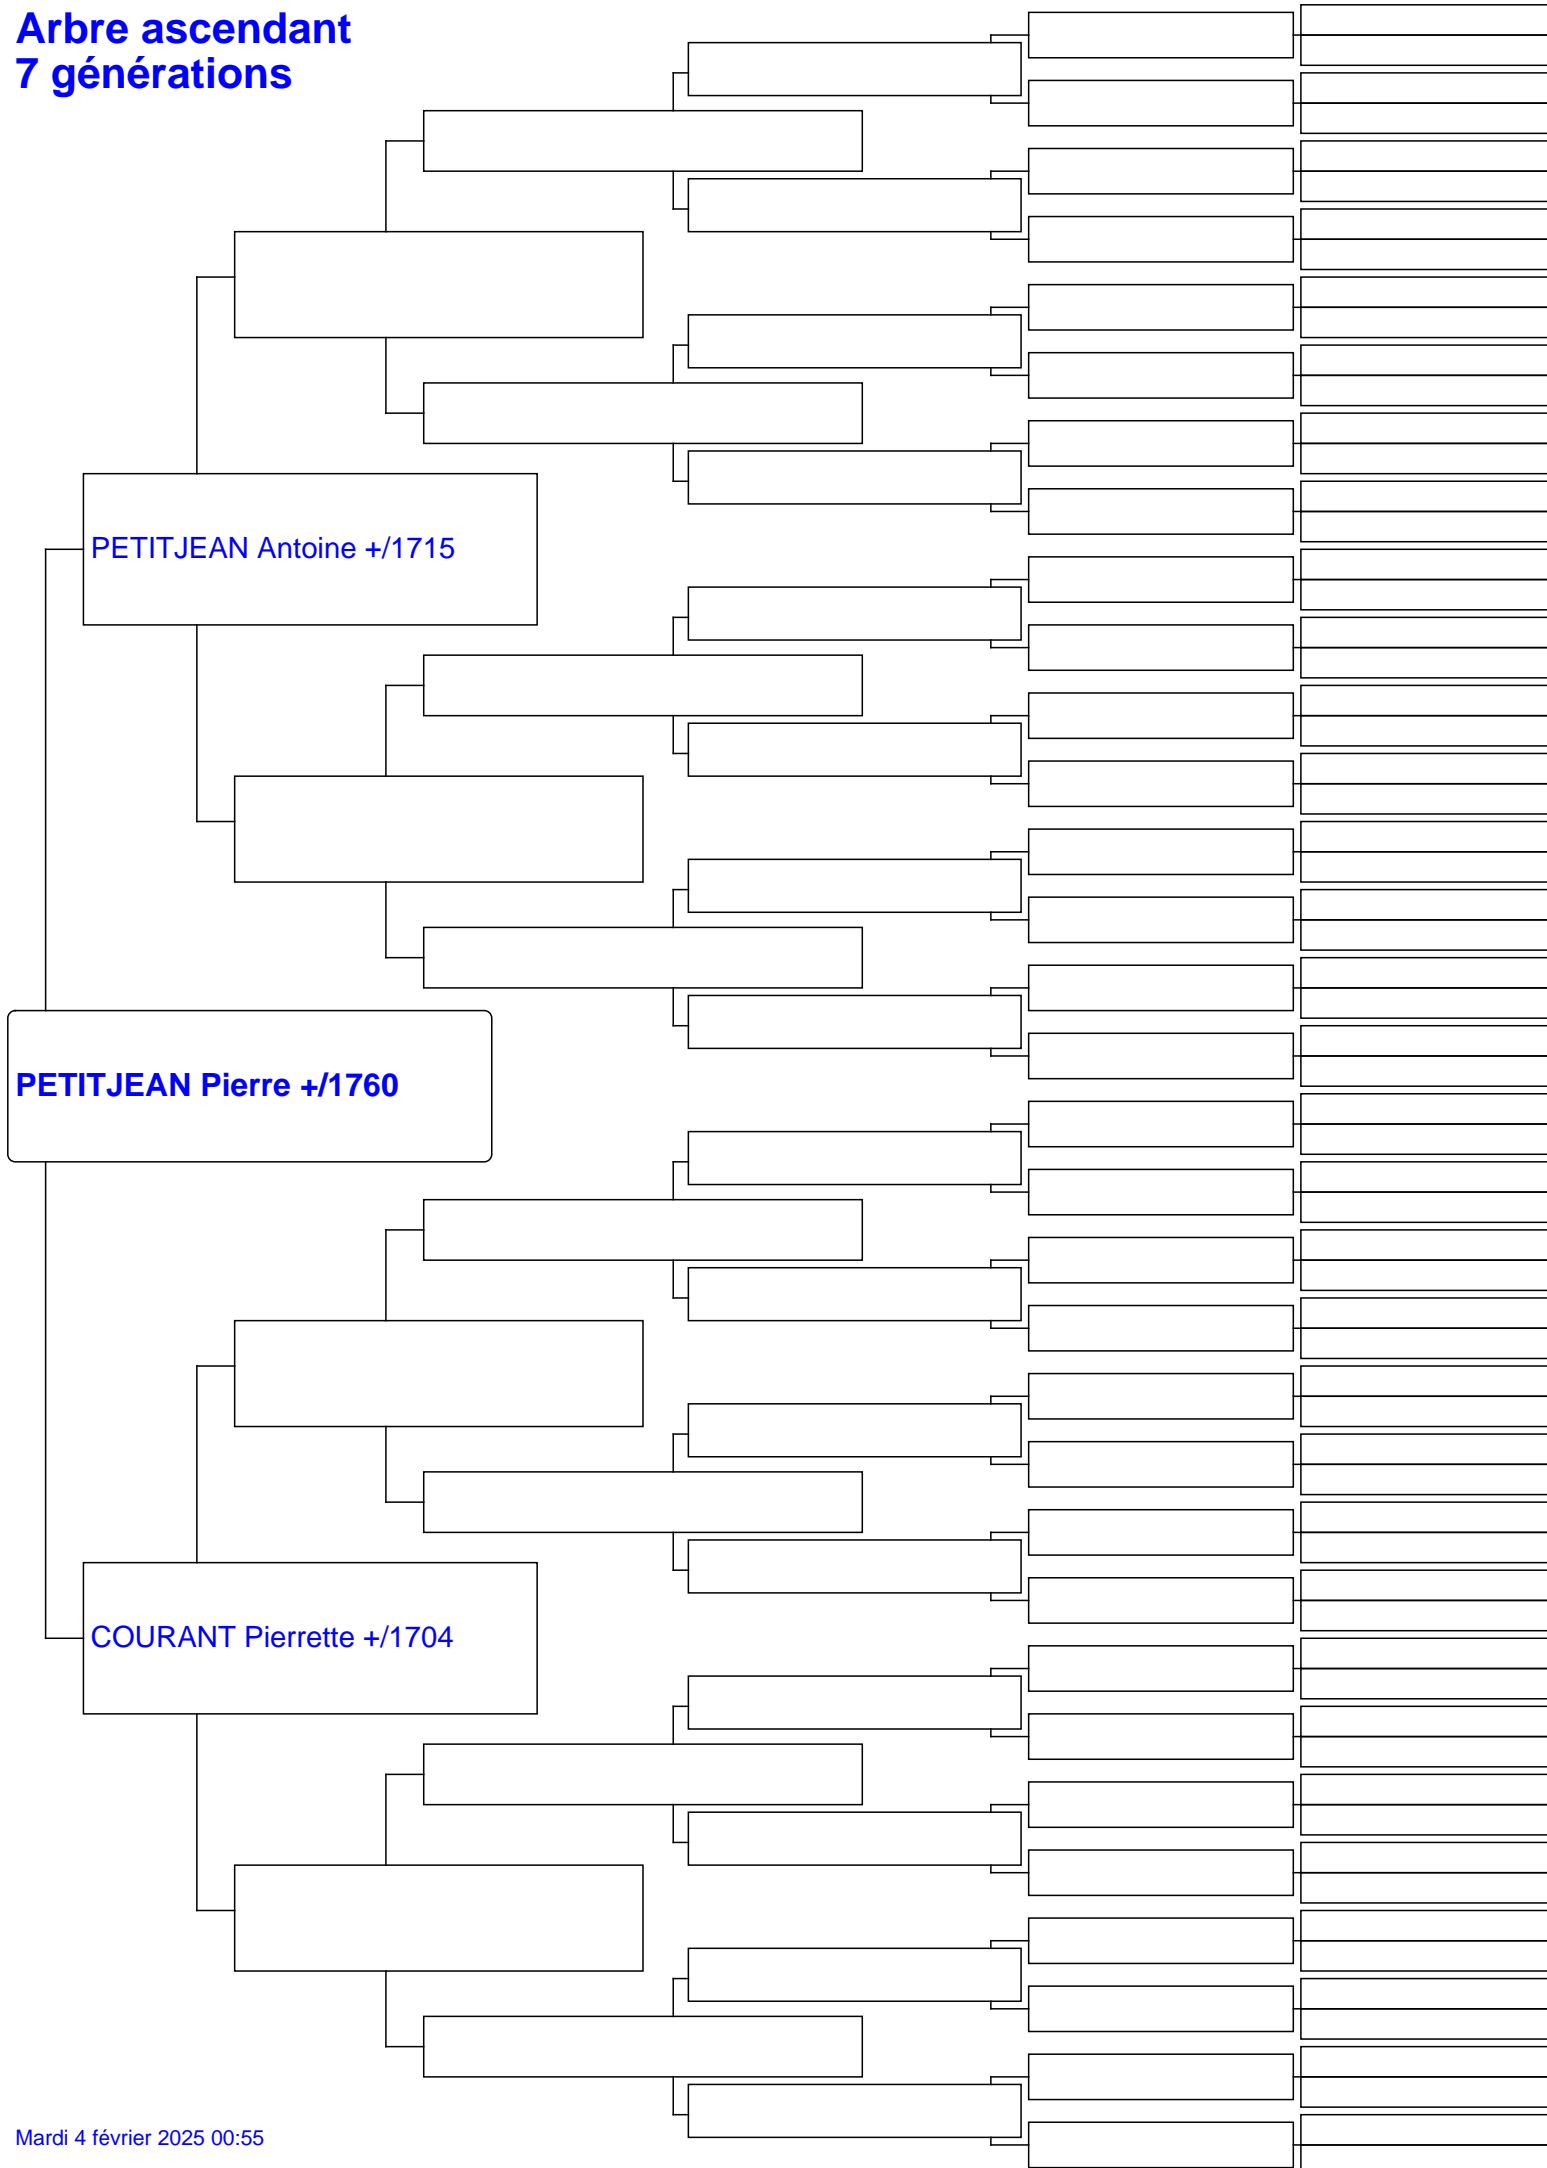 Arbre ascendant
7 générations
PETITJEAN Antoine +/1715
PETITJEAN Pierre +/1760
COURANT Pierrette +/1704
Mardi 4 février 2025 00:55